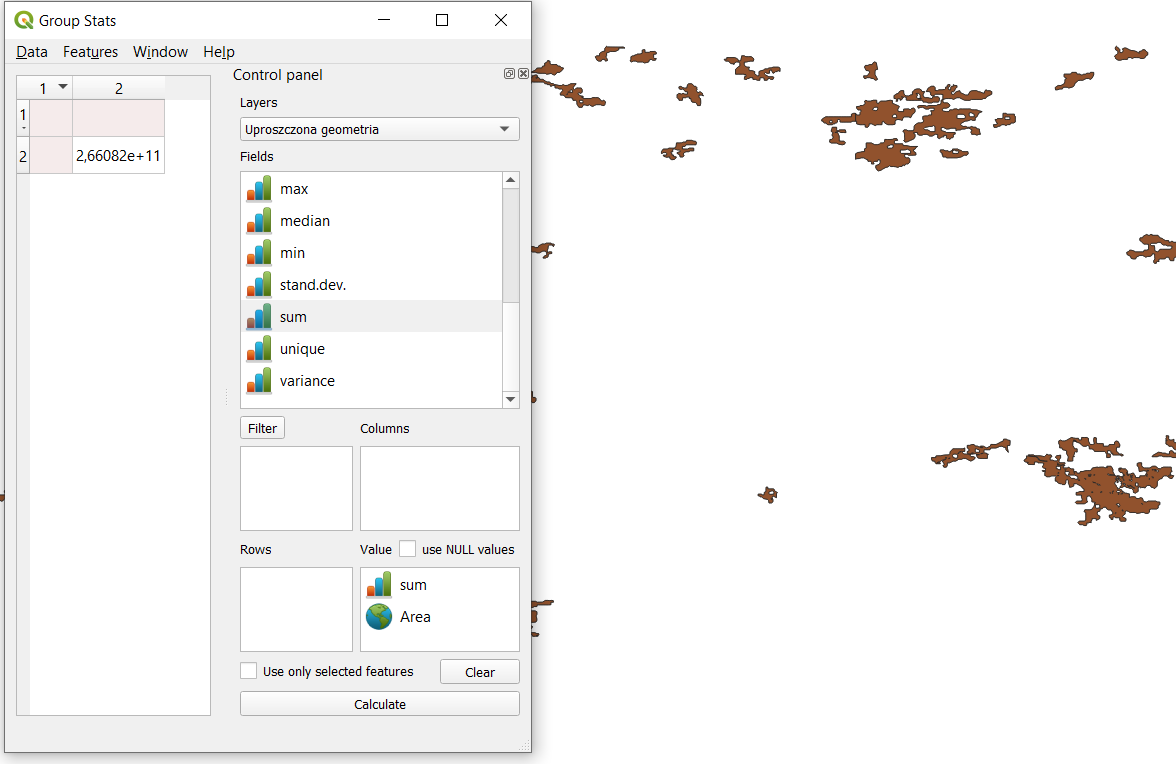 Group Stats
Data Features Window Help
Control panel
1 2
Layers
1
Uproszczona geometria
2 2,66082e+11
Fields
max
median
min
stand.dev.
sum
unique
variance
Filter Columns
Rows Value use NULL values
sum
Area
Use only selected features Clear
Calculate